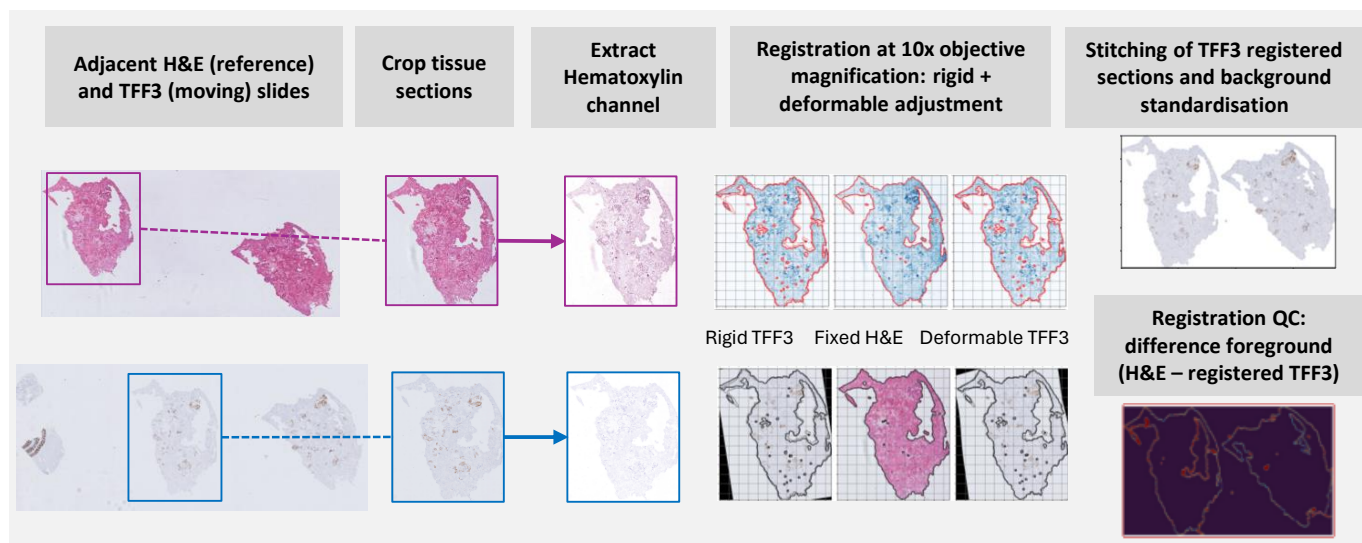 Adjacent H&E (reference)
and TFF3 (moving) slides
Crop tissue
sections
Extract
Hematoxylin
channel
Registration at 10x objective
magnification: rigid +
deformable adjustment
Stitching of TFF3 registered
sections and background
standardisation
Rigid TFF3
Fixed H&E
Deformable TFF3
Registration QC:
difference foreground
(H&E – registered TFF3)